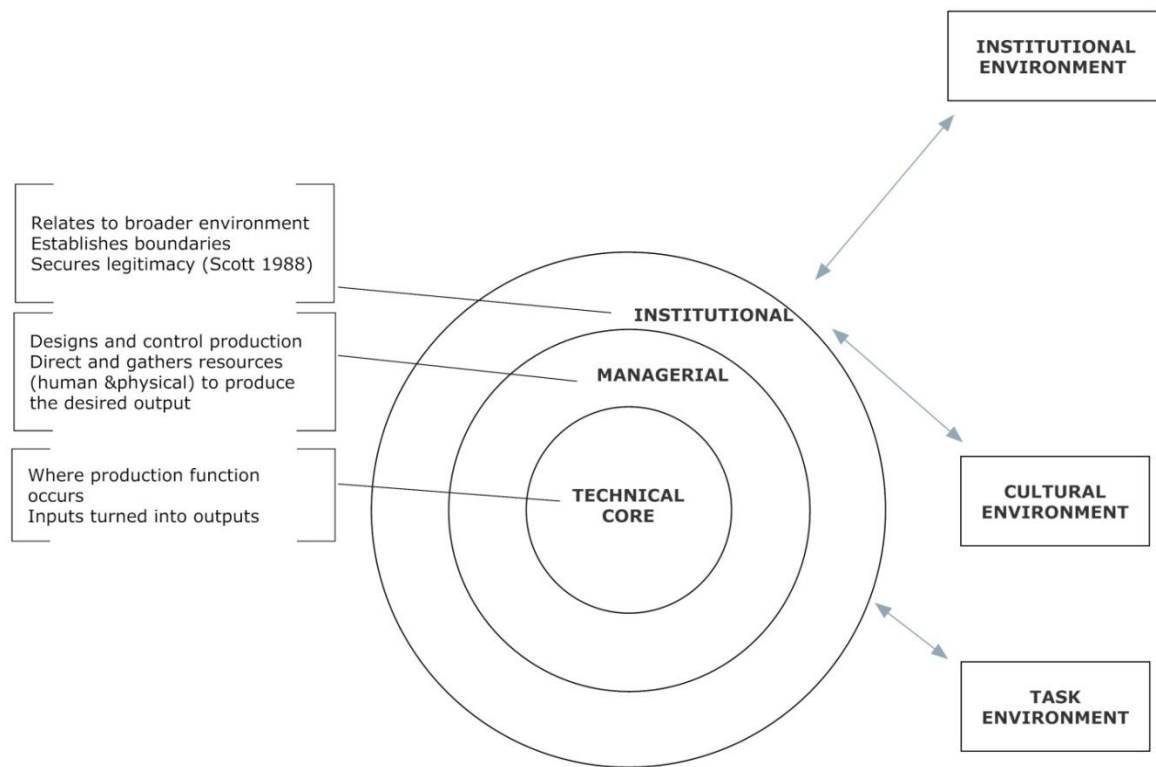 INSTITUTIONAL
ENVIRONMENT
Relates to broader environment
Establishes boundaries
Secures legitimacy (Scott 1988)
INSTITUTIONAL
Designs and control production
Direct and gathers resources
(human &physical) to produce
the desired output
MANAGERIAL
Where production function
occurs
Inputs turned into outputs
TECHNICAL
CORE
CULTURAL
ENVIRONMENT
TASK
ENVIRONMENT